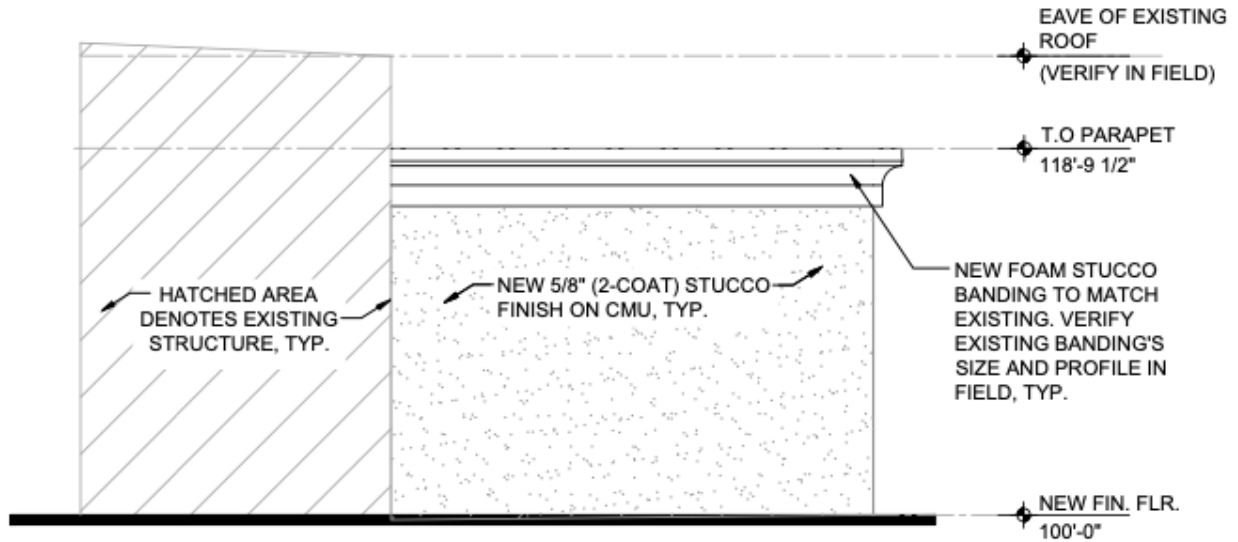 EAVE OF EXISTING
ROOF
(VERIFY IN FIELD)
T.O PARAPET
118'-9 1/2"
HATCHED AREA
DENOTES EXISTING
STRUCTURE, TYP.
NEW 5/8" (2-COAT) STUCCO
FINISH ON CMU, TYP.
NEW FOAM STUCCO
BANDING TO MATCH
EXISTING. VERIFY
EXISTING BANDING'S
SIZE AND PROFILE IN
FIELD, TYP.
NEW FIN. FLR.
100'-0"